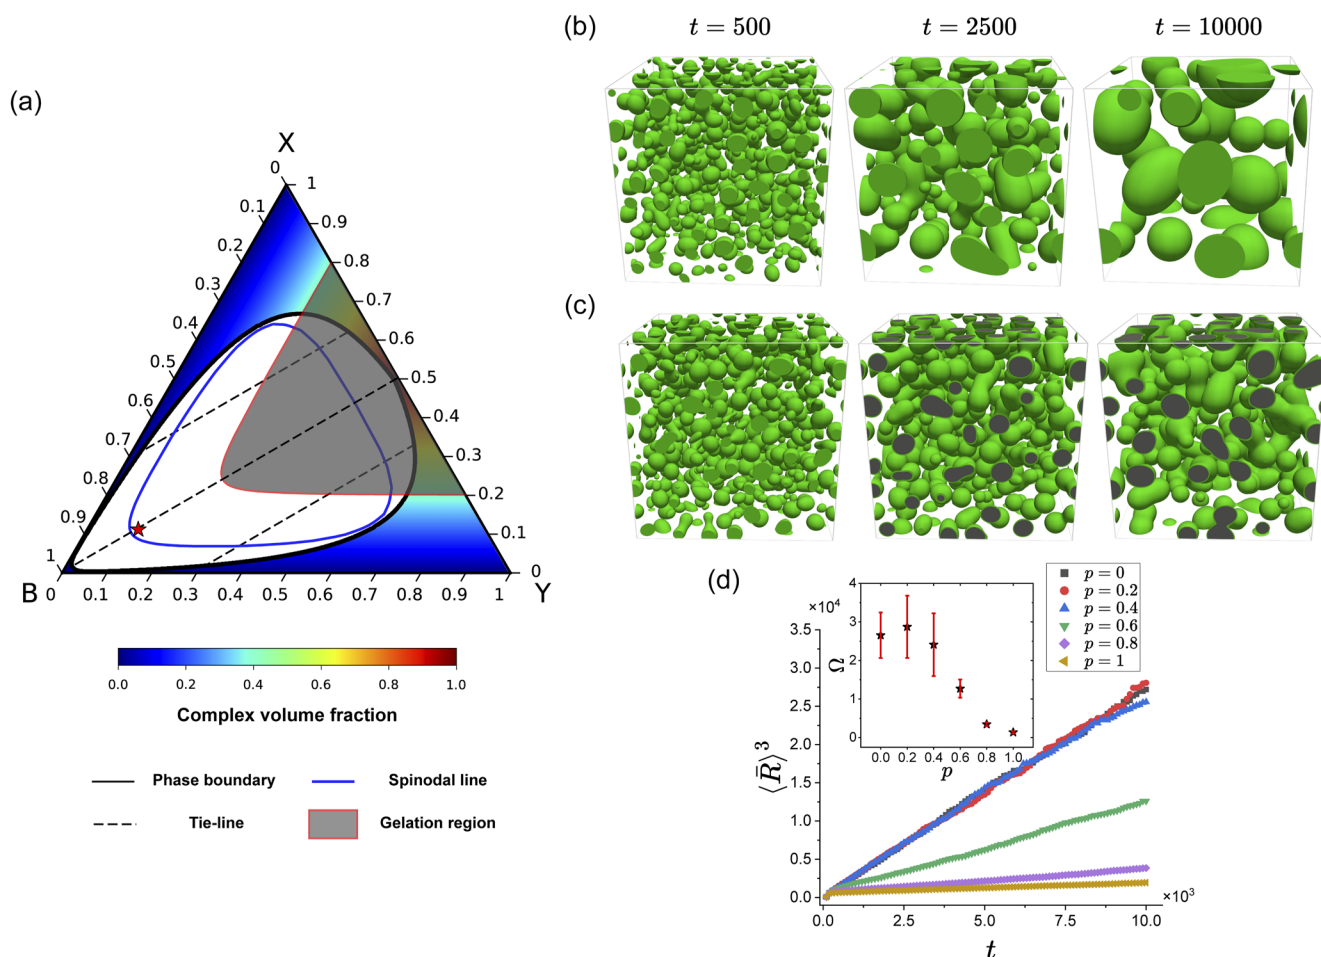 (a)
X
0
1
0.1
0.9
0.2
0.8
0.3
0.7
0.4
0.6
0.5
0.5
0.6
0.4
0.7
0.3
0.8
0.2
0.9
0.1
1
0
B
0 0.1 0.2 0.3 0.4 0.5 0.6 0.7 0.8 0.9 1
Y
0.0 0.2 0.4 0.6 0.8 1.0
Complex volume fraction
Phase boundary
Spinodal line
Tie-line
Gelation region
(b)
t = 500
t = 2500
t = 10000
(c)
(d)
p = 0
p = 0.2
p = 0.4
p = 0.6
p = 0.8
p = 1
×10⁴
4
3
2
1
0
Ω
0.0 0.2 0.4 0.6 0.8 1.0
p
×10⁴
3.5
3.0
2.5
2.0
1.5
1.0
0.5
0.0
⟨R̄⟩³
0.0 2.5 5.0 7.5 10.0
×10³
t